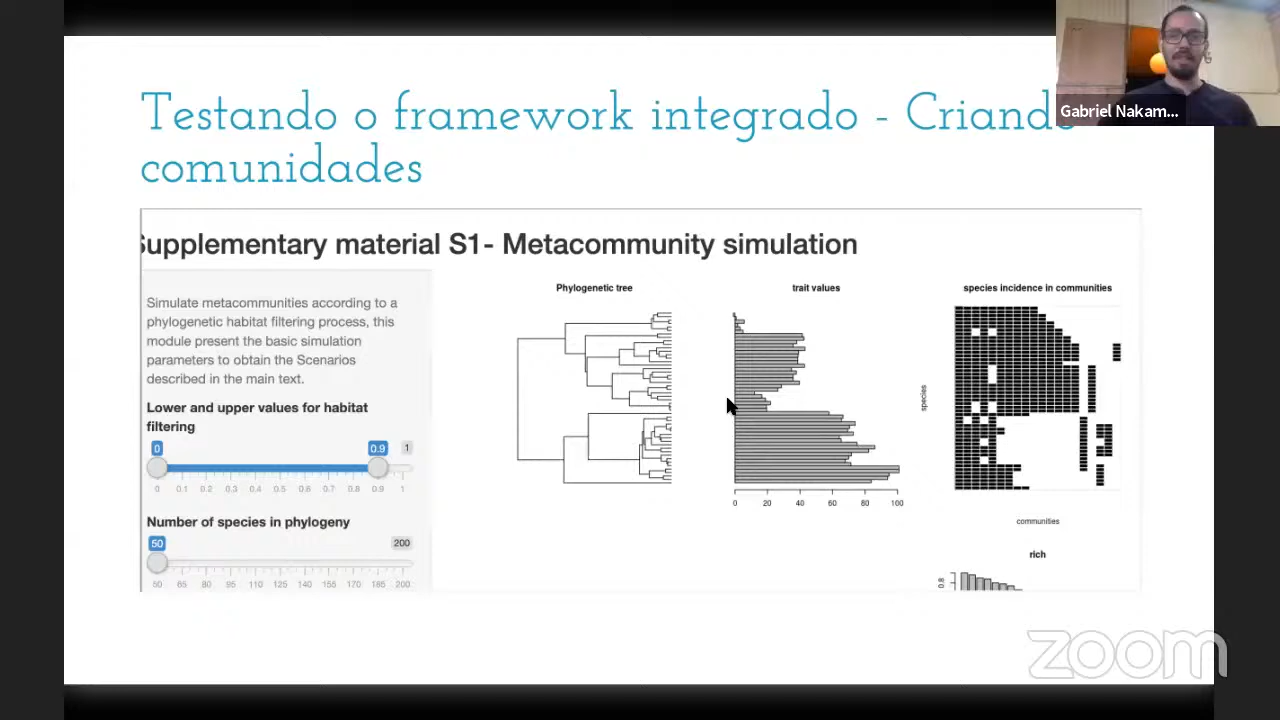 Testando o framework integrado - Criando
comunidades
Gabriel Nakam...
Supplementary material S1- Metacommunity simulation
Simulate metacommunities according to a
phylogenetic habitat filtering process, this
module present the basic simulation
parameters to obtain the Scenarios
described in the main text.
Lower and upper values for habitat
filtering
0 0.9 1
0 0.1 0.2 0.3 0.4 0.5 0.6 0.7 0.8 0.9 1
Number of species in phylogeny
50 200
50 65 80 95 110 125 140 155 170 185 200
Phylogenetic tree
trait values
0 20 40 60 80 100
species incidence in communities
species
communities
rich
0.8
zoom